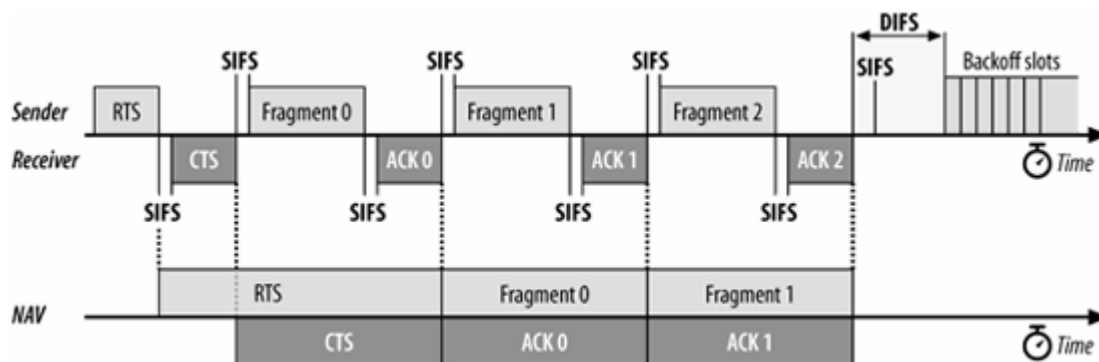 DIFS
SIFS SIFS SIFS SIFS Backoff slots
Sender RTS Fragment 0 Fragment 1 Fragment 2
Receiver CTS ACK 0 ACK 1 ACK 2 Time
SIFS SIFS SIFS SIFS
RTS Fragment 0 Fragment 1
NAV
CTS ACK 0 ACK 1 Time